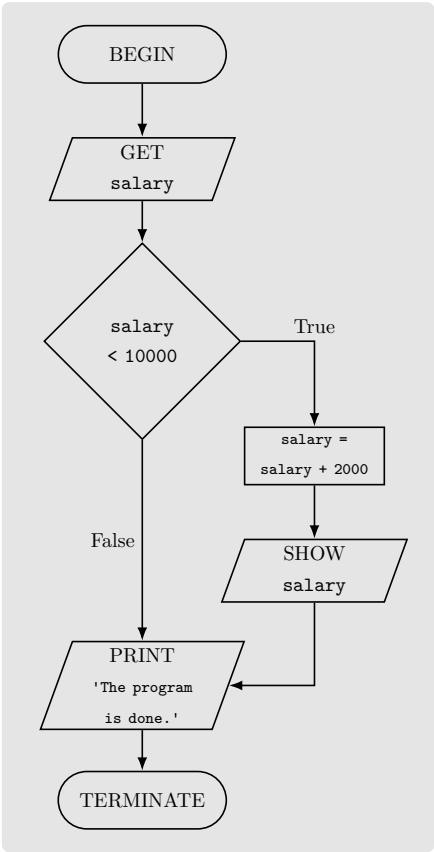 BEGIN
GET
salary
salary
< 10000
True
salary =
salary + 2000
False
SHOW
salary
PRINT
'The program
is done.'
TERMINATE